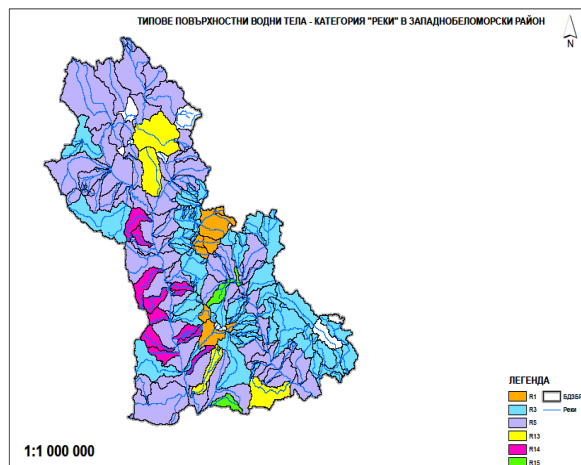 ТИПОВЕ ПОВЪРХНОСТНИ ВОДНИ ТЕЛА - КАТЕГОРИЯ "РЕКИ" В ЗАПАДНОБЕЛОМОРСКИ РАЙОН
N
ЛЕГЕНДА
R1 БДЗБР
R3 Реки
R5
R13
R14
R15
1:1 000 000